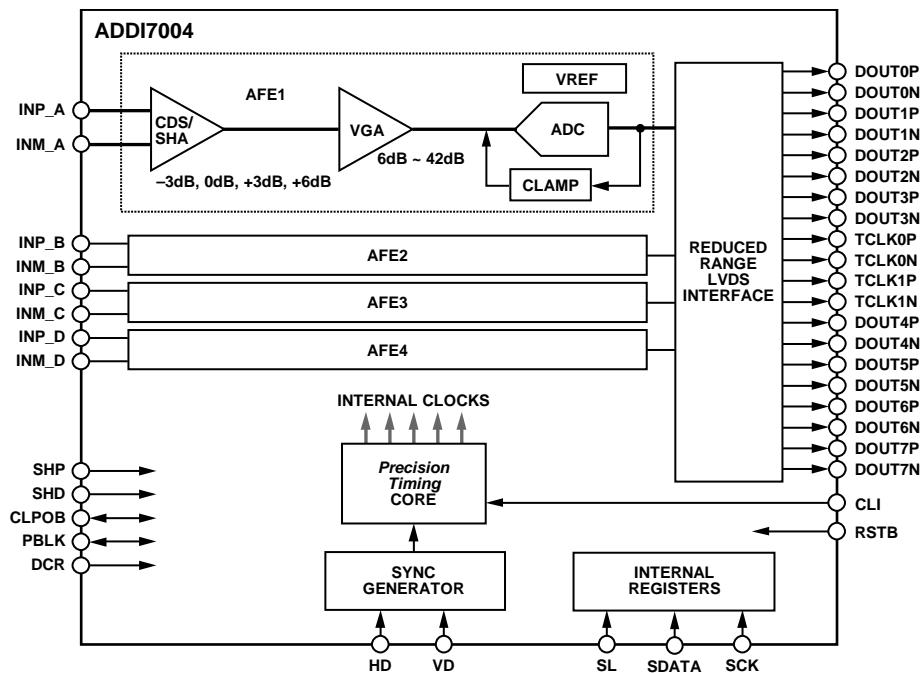 ADDI7004
INP_A
INM_A
CDS/
SHA
AFE1
–3dB, 0dB, +3dB, +6dB
VGA
6dB ~ 42dB
VREF
ADC
CLAMP
INP_B
INM_B
AFE2
INP_C
INM_C
AFE3
INP_D
INM_D
AFE4
REDUCED
RANGE
LVDS
INTERFACE
DOUT0P
DOUT0N
DOUT1P
DOUT1N
DOUT2P
DOUT2N
DOUT3P
DOUT3N
TCLK0P
TCLK0N
TCLK1P
TCLK1N
DOUT4P
DOUT4N
DOUT5P
DOUT5N
DOUT6P
DOUT6N
DOUT7P
DOUT7N
INTERNAL CLOCKS
Precision
Timing
CORE
SHP
SHD
CLPOB
PBLK
DCR
CLI
RSTB
SYNC
GENERATOR
INTERNAL
REGISTERS
HD
VD
SL
SDATA
SCK